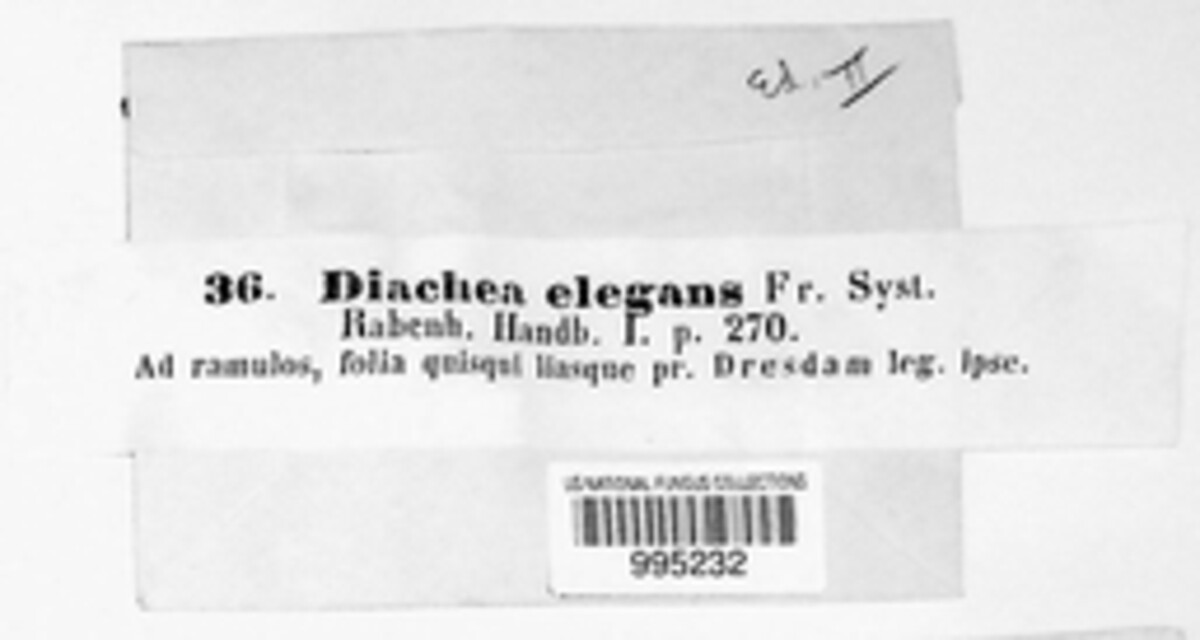 Ed. II
36. Diachea elegans Fr. Syst.
Rabenh. Handb. I. p. 270.
Ad ramulos, folia quisqui liasque pr. Dresdam leg. ipse.
US NATIONAL FUNGUS COLLECTIONS
995232